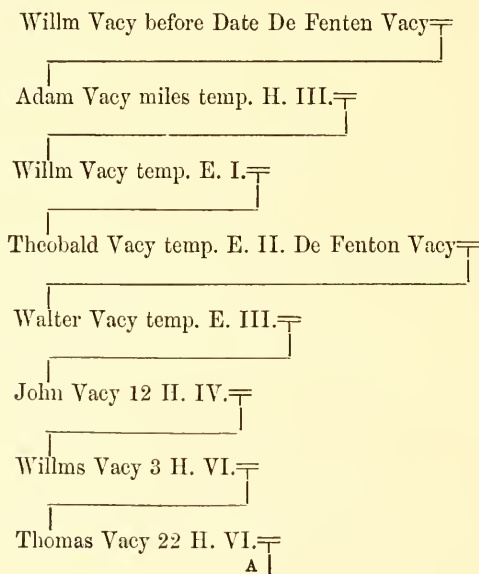 Willm Vacy before Date De Fenten Vacy
Adam Vacy miles temp. H. III.
Willm Vacy temp. E. I.
Theobald Vacy temp. E. II. De Fenton Vacy
Walter Vacy temp. E. III.
John Vacy 12 H. IV.
Willms Vacy 3 H. VI.
Thomas Vacy 22 H. VI.
A